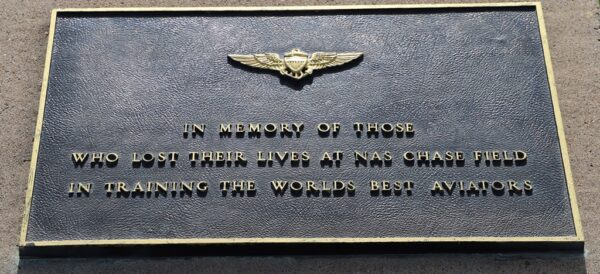 IN MEMORY OF THOSE
WHO LOST THEIR LIVES AT NAS CHASE FIELD
IN TRAINING THE WORLDS BEST AVIATORS